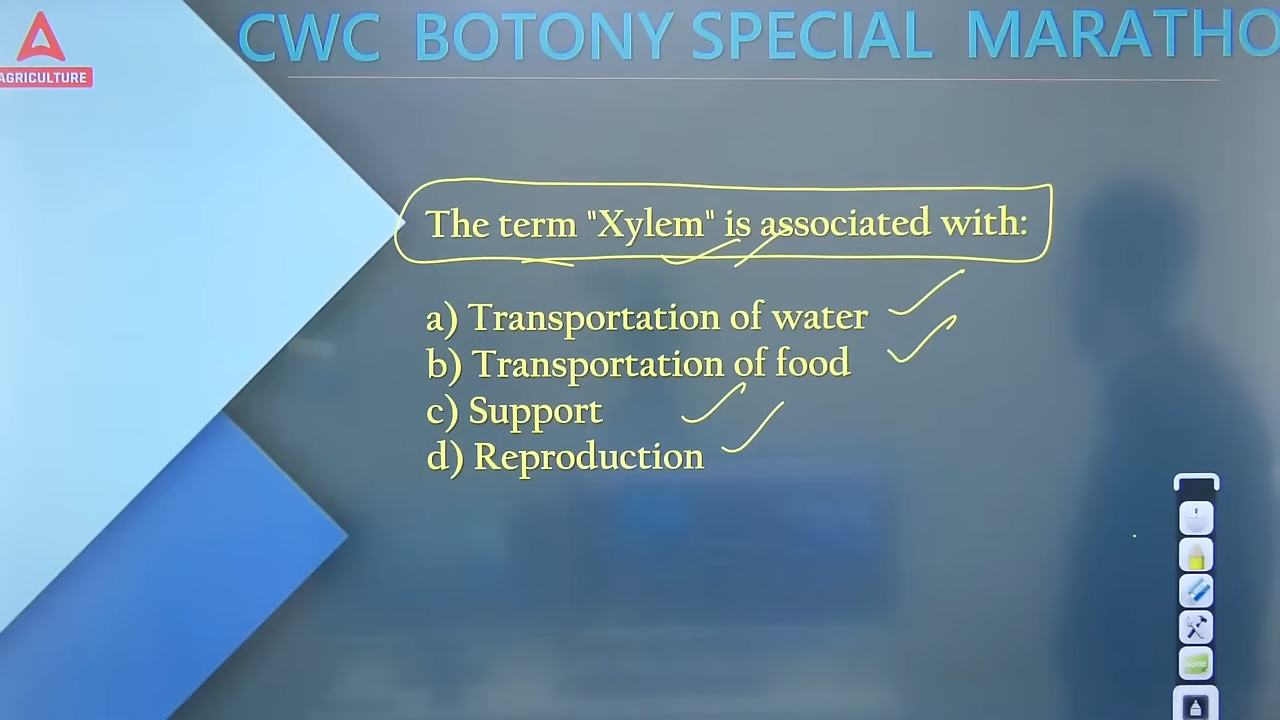 CWC BOTONY SPECIAL MARATHO
AGRICULTURE
The term "Xylem" is associated with:
a) Transportation of water
b) Transportation of food
c) Support
d) Reproduction